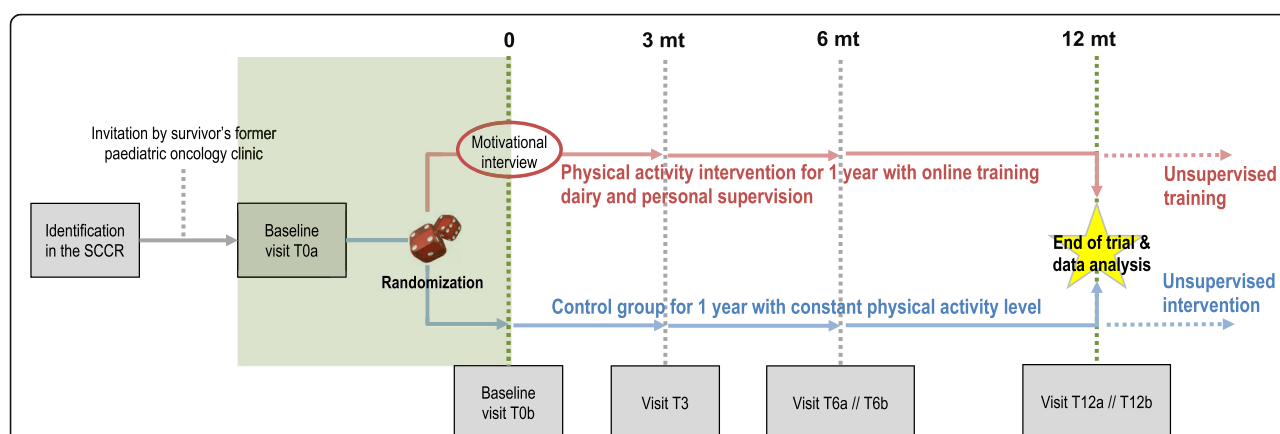 0
3 mt
6 mt
12 mt
Invitation by survivor's former
paediatric oncology clinic
Motivational
interview
Physical activity intervention for 1 year with online training
dairy and personal supervision
Unsupervised
training
Identification
in the SCCR
Baseline
visit T0a
Randomization
End of trial &
data analysis
Control group for 1 year with constant physical activity level
Unsupervised
intervention
Baseline
visit T0b
Visit T3
Visit T6a // T6b
Visit T12a // T12b